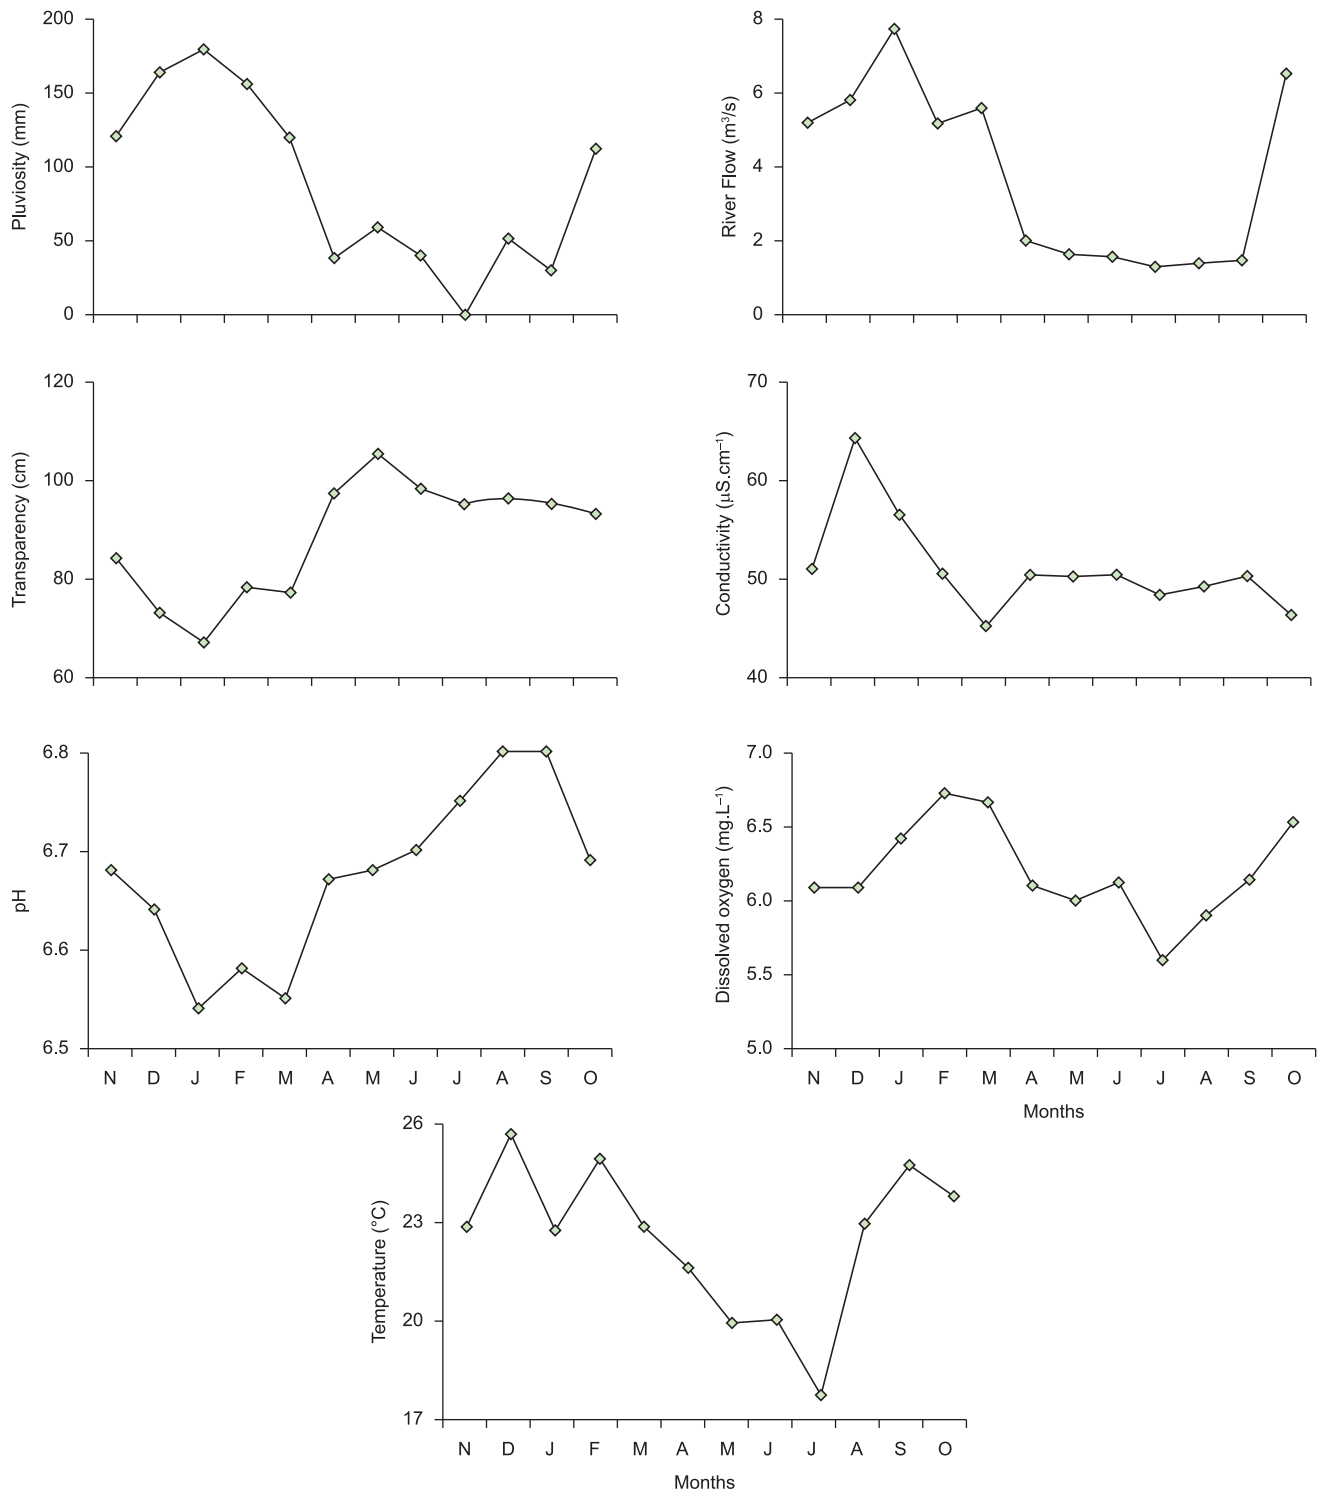 Pluviosity (mm)
200
150
100
50
0
River Flow (m³/s)
8
6
4
2
0
Transparency (cm)
120
100
80
60
Conductivity (μS.cm⁻¹)
70
60
50
40
pH
6.8
6.7
6.6
6.5
N D J F M A M J J A S O
Dissolved oxygen (mg.L⁻¹)
7.0
6.5
6.0
5.5
5.0
N D J F M A M J J A S O
Months
Temperature (°C)
26
23
20
17
N D J F M A M J J A S O
Months